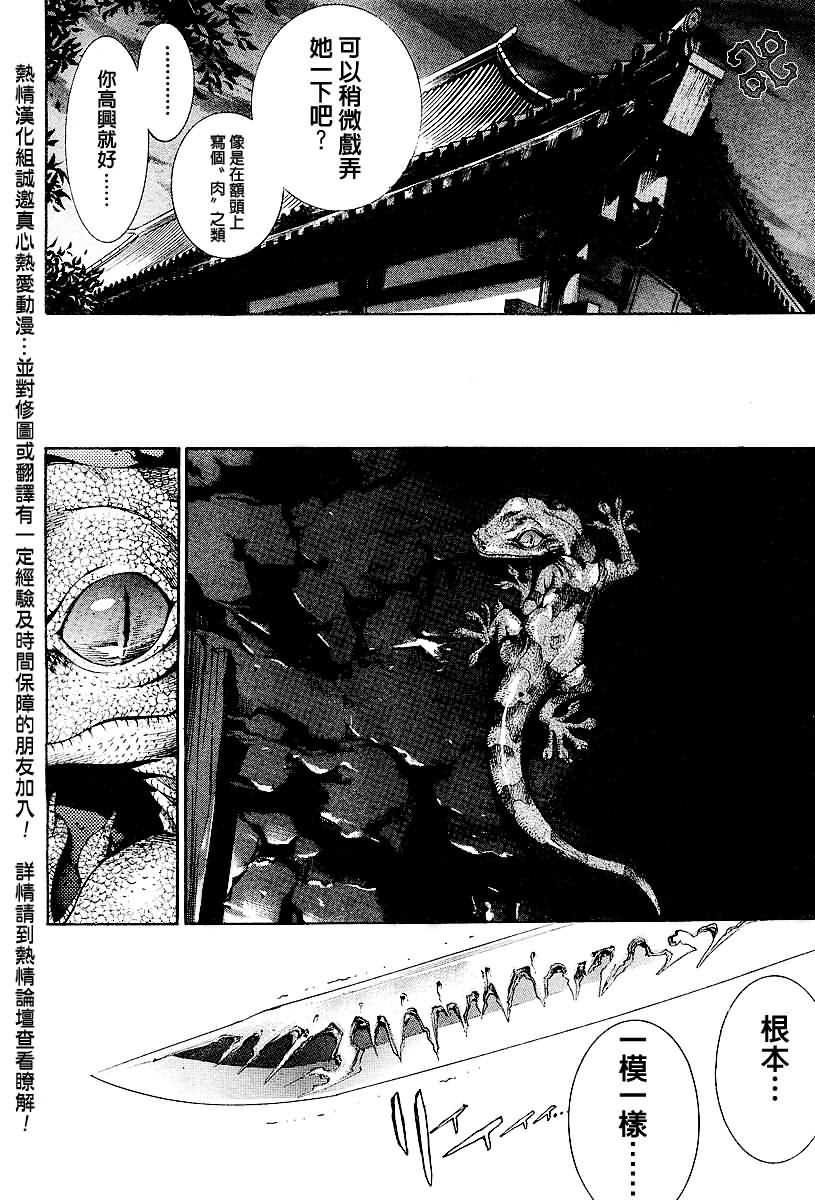 可以稍微戲弄
她一下吧？
像是在額頭上
寫個〝肉〞之類
…………
你高興就好……
根本…
一模一樣……
リィイィィ…
熱情漢化組誠邀真心熱愛動漫…並對修圖或翻譯有一定經驗及時間保障的朋友加入！ 詳情請到熱情論壇查看瞭解！